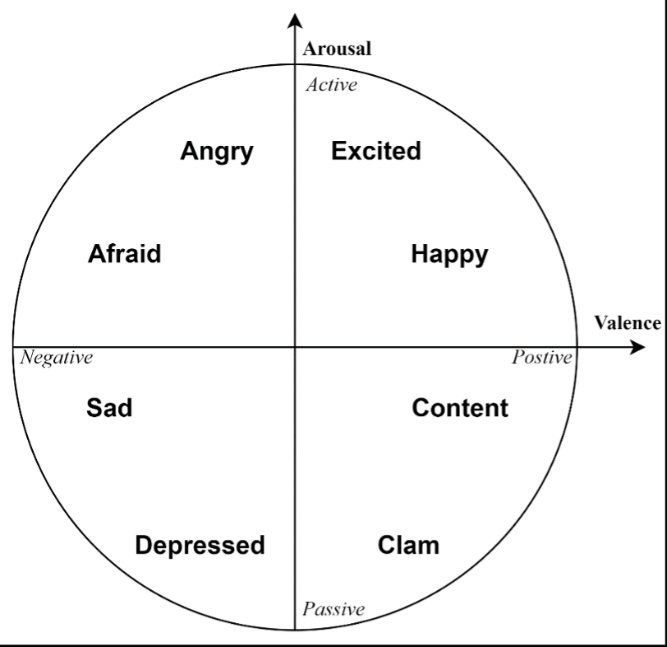 Arousal
Active
Angry Excited
Afraid Happy
Valence
Negative Postive
Sad Content
Depressed Clam
Passive